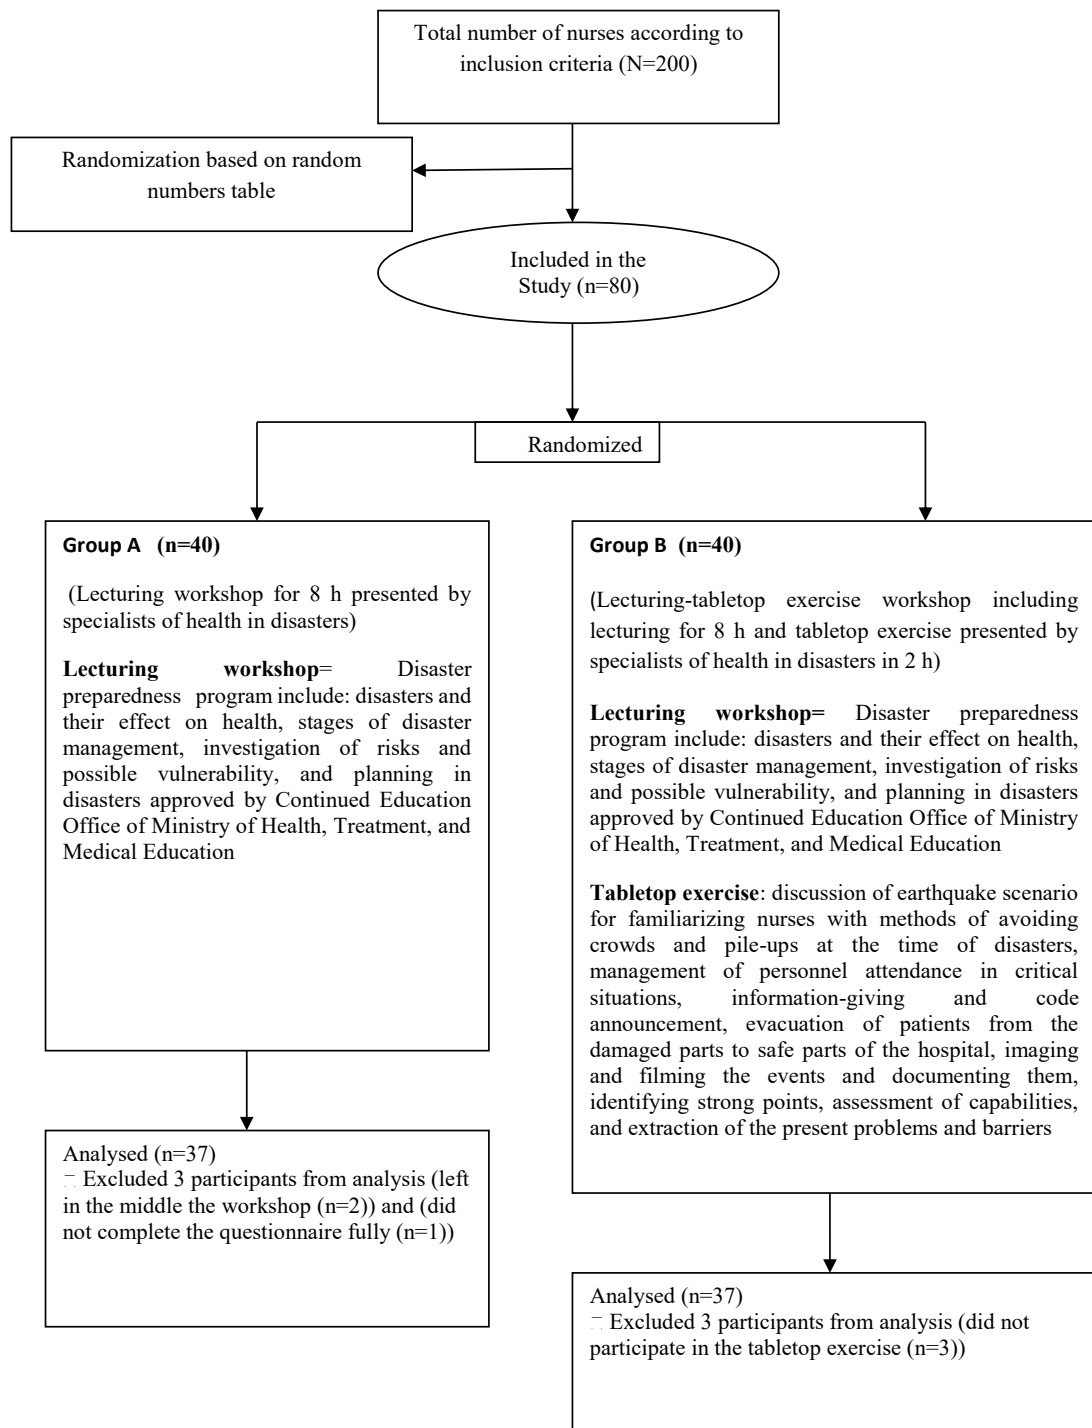 Total number of nurses according to
inclusion criteria (N=200)
Randomization based on random
numbers table
Included in the
Study (n=80)
Randomized
Group A (n=40)
(Lecturing workshop for 8 h presented by
specialists of health in disasters)
Lecturing workshop= Disaster
preparedness program include: disasters and
their effect on health, stages of disaster
management, investigation of risks and
possible vulnerability, and planning in
disasters approved by Continued Education
Office of Ministry of Health, Treatment, and
Medical Education
Group B (n=40)
(Lecturing-tabletop exercise workshop including
lecturing for 8 h and tabletop exercise presented by
specialists of health in disasters in 2 h)
Lecturing workshop= Disaster preparedness
program include: disasters and their effect on health,
stages of disaster management, investigation of risks
and possible vulnerability, and planning in disasters
approved by Continued Education Office of Ministry
of Health, Treatment, and Medical Education
Tabletop exercise: discussion of earthquake scenario
for familiarizing nurses with methods of avoiding
crowds and pile-ups at the time of disasters,
management of personnel attendance in critical
situations, information-giving and code
announcement, evacuation of patients from the
damaged parts to safe parts of the hospital, imaging
and filming the events and documenting them,
identifying strong points, assessment of capabilities,
and extraction of the present problems and barriers
Analysed (n=37)
Excluded 3 participants from analysis (left
in the middle the workshop (n=2)) and (did
not complete the questionnaire fully (n=1))
Analysed (n=37)
Excluded 3 participants from analysis (did not
participate in the tabletop exercise (n=3))